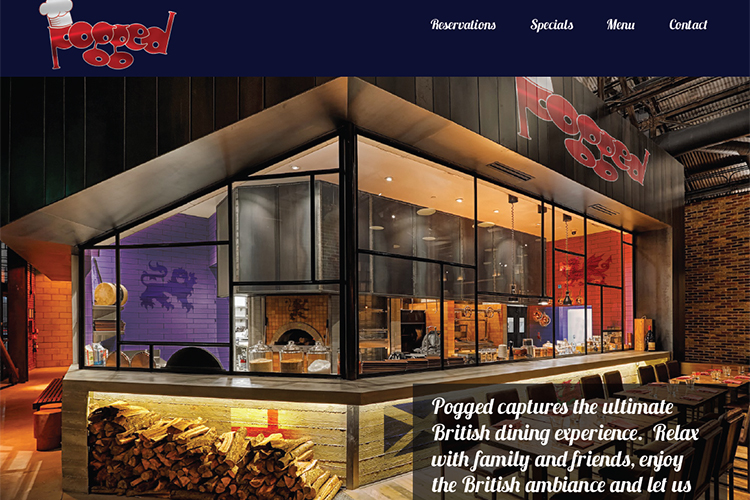 Pogged
Reservations Specials Menu Contact
Pogged
Pogged captures the ultimate
British dining experience. Relax
with family and friends, enjoy
the British ambiance and let us